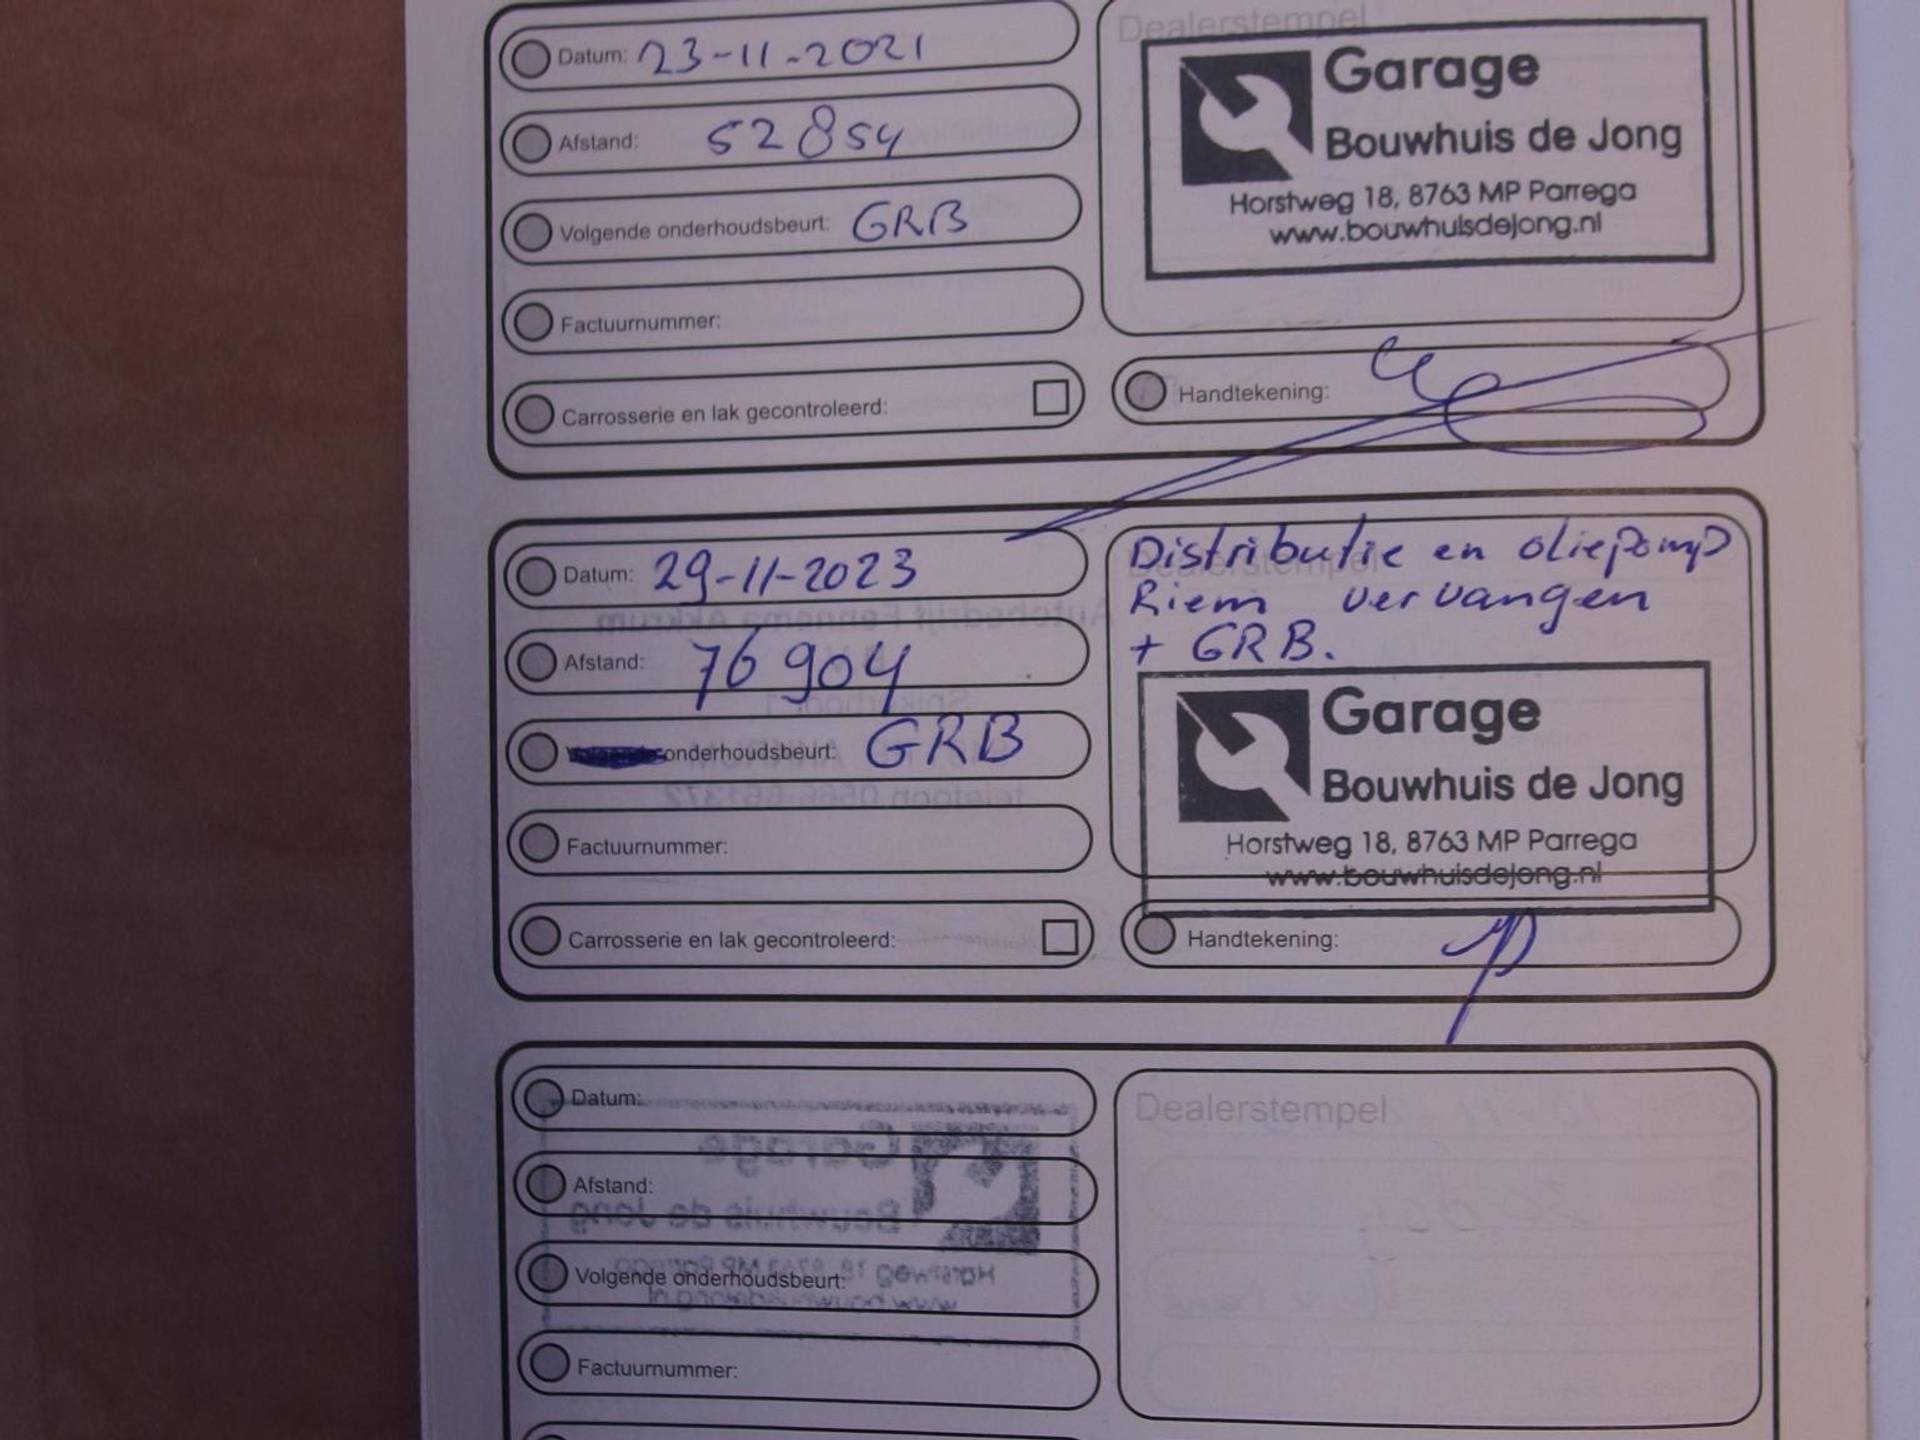 Dealerstempel
Datum: 23-11-2021
Afstand: 52854
Volgende onderhoudsbeurt: GRB
Factuurnummer:
Carrosserie en lak gecontroleerd:
Garage
Bouwhuis de Jong
Horstweg 18, 8763 MP Parrega
www.bouwhuisdejong.nl
Handtekening:
Datum: 29-11-2023
Afstand: 76904
onderhoudsbeurt: GRB
Factuurnummer:
Carrosserie en lak gecontroleerd:
Dealerstempel
Distributie en oliepomp
Riem vervangen
+ GRB.
Garage
Bouwhuis de Jong
Horstweg 18, 8763 MP Parrega
www.bouwhuisdejong.nl
Handtekening:
Datum:
Afstand:
Volgende onderhoudsbeurt:
Factuurnummer:
Dealerstempel